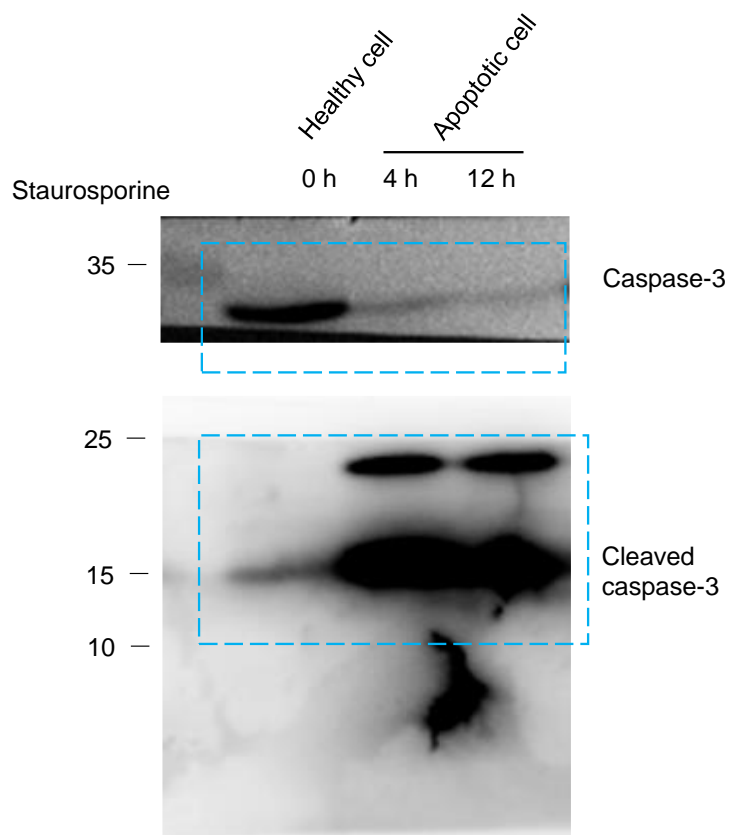 Healthy cell
Apoptotic cell
Staurosporine
0 h
4 h
12 h
35
Caspase-3
25
15
10
Cleaved
caspase-3